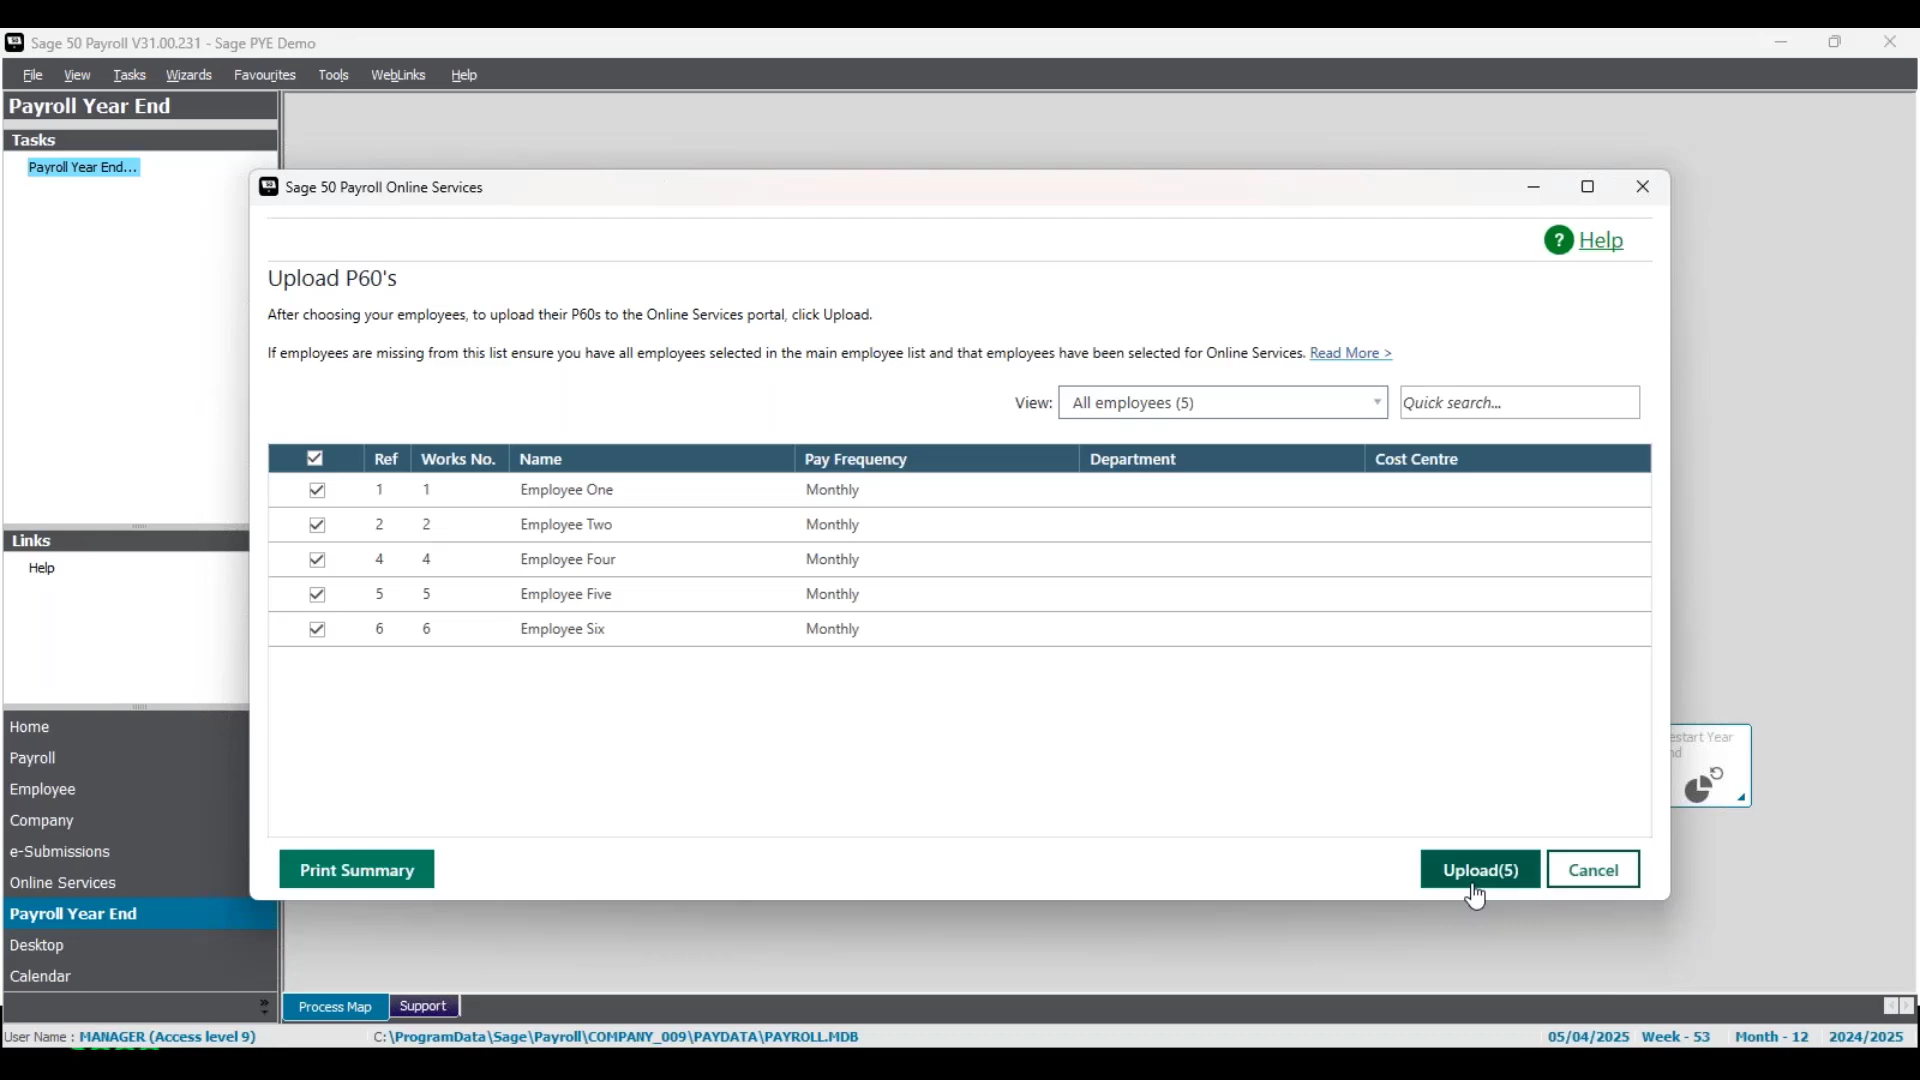 Sage 50 Payroll V31.00.231 - Sage PYE Demo
File View Tasks Wizards Favourites Tools WebLinks Help
Payroll Year End
Tasks
Payroll Year End...
Sage 50 Payroll Online Services
? Help
Upload P60's
After choosing your employees, to upload their P60s to the Online Services portal, click Upload.
If employees are missing from this list ensure you have all employees selected in the main employee list and that employees have been selected for Online Services. Read More >
View: All employees (5) Quick search...
Ref Works No. Name Pay Frequency Department Cost Centre
1 1 Employee One Monthly
2 2 Employee Two Monthly
4 4 Employee Four Monthly
5 5 Employee Five Monthly
6 6 Employee Six Monthly
Print Summary Upload(5) Cancel
Links
Help
Home
Payroll
Employee
Company
e-Submissions
Online Services
Payroll Year End
Desktop
Calendar
estart Year
nd
Process Map Support
User Name : MANAGER (Access level 9) C:\ProgramData\Sage\Payroll\COMPANY_009\PAYDATA\PAYROLL.MDB 05/04/2025 Week - 53 Month - 12 2024/2025